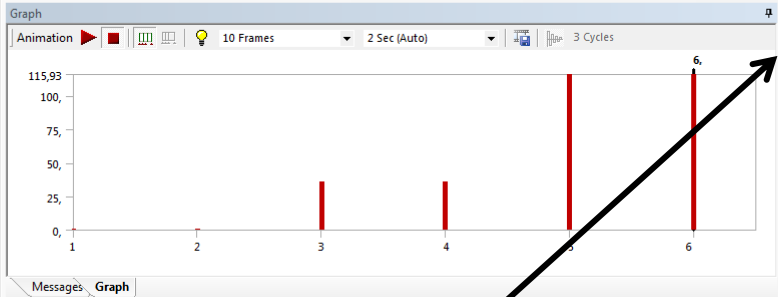 Graph
Animation 10 Frames 2 Sec (Auto) 3 Cycles
6,
115,93
100,
75,
50,
25,
0,
1 2 3 4 5 6
Messages Graph